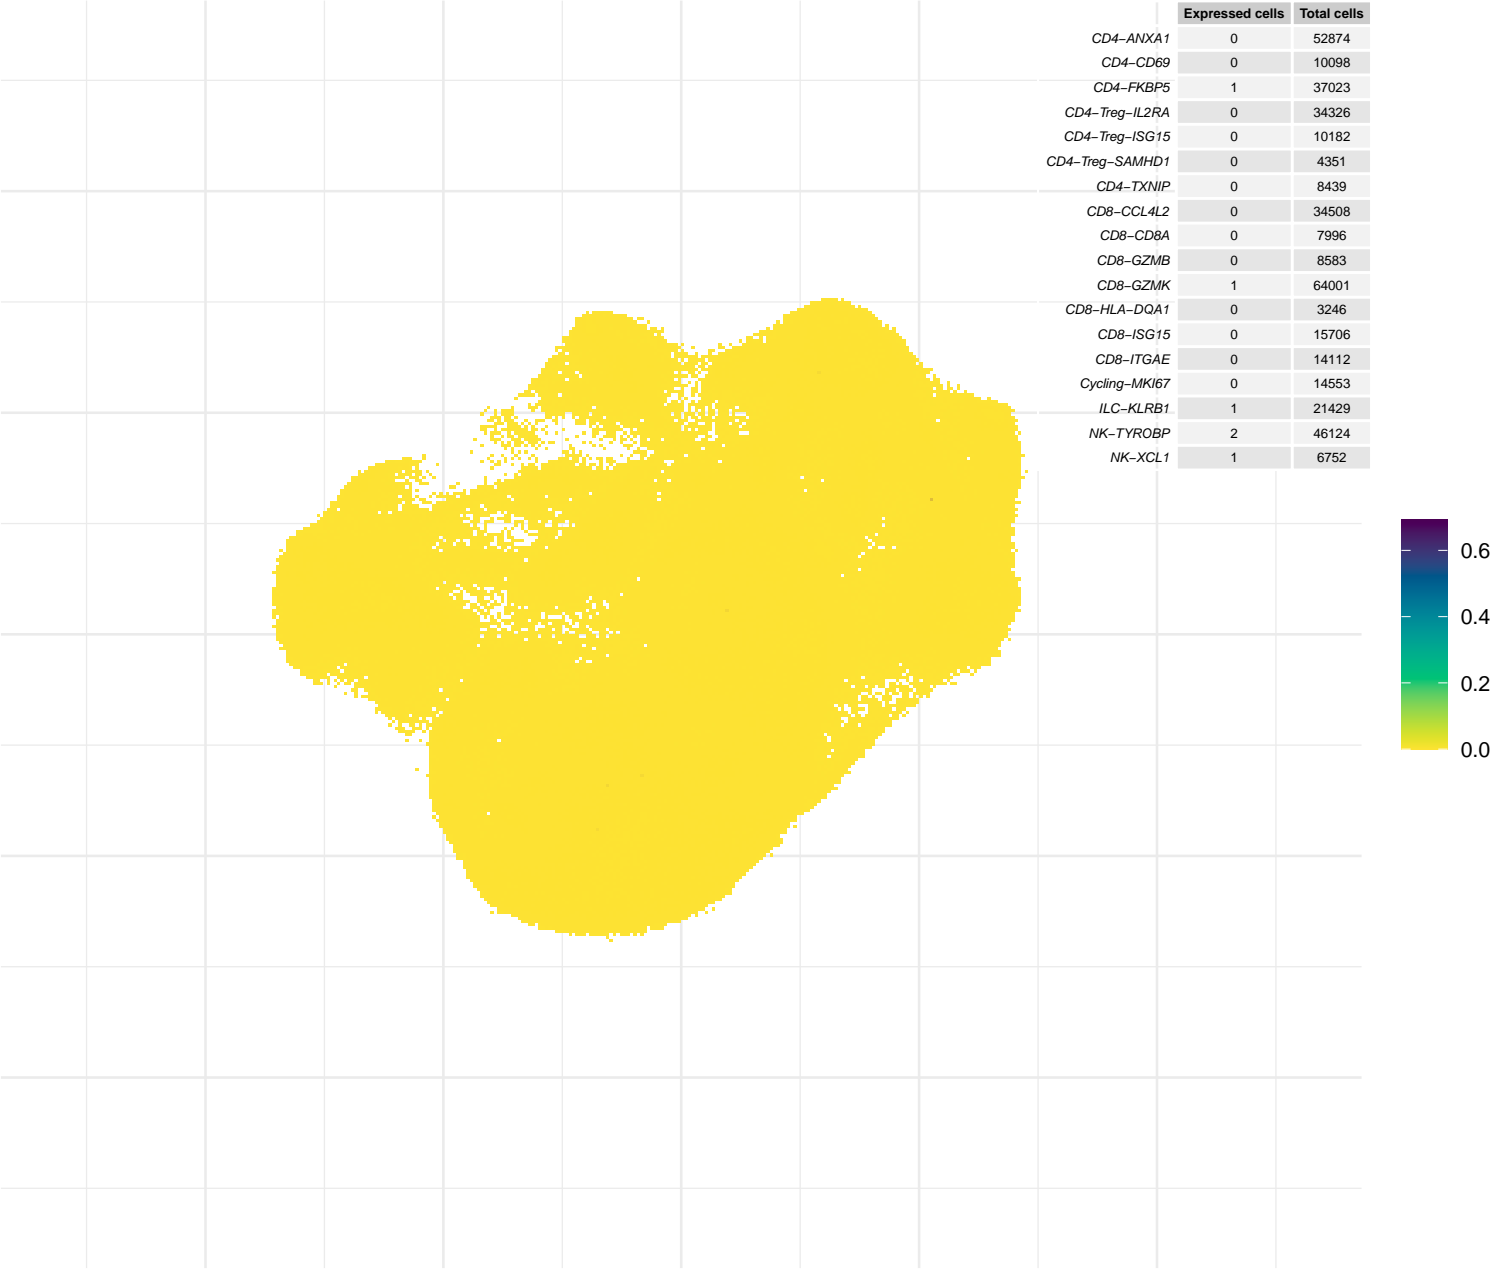 Expressed cells Total cells
CD4−ANXA1 0 52874
CD4−CD69 0 10098
CD4−FKBP5 1 37023
CD4−Treg−IL2RA 0 34326
CD4−Treg−ISG15 0 10182
CD4−Treg−SAMHD1 0 4351
CD4−TXNIP 0 8439
CD8−CCL4L2 0 34508
CD8−CD8A 0 7996
CD8−GZMB 0 8583
CD8−GZMK 1 64001
CD8−HLA−DQA1 0 3246
CD8−ISG15 0 15706
CD8−ITGAE 0 14112
Cycling−MKI67 0 14553
ILC−KLRB1 1 21429
NK−TYROBP 2 46124
NK−XCL1 1 6752
0.6
0.4
0.2
0.0